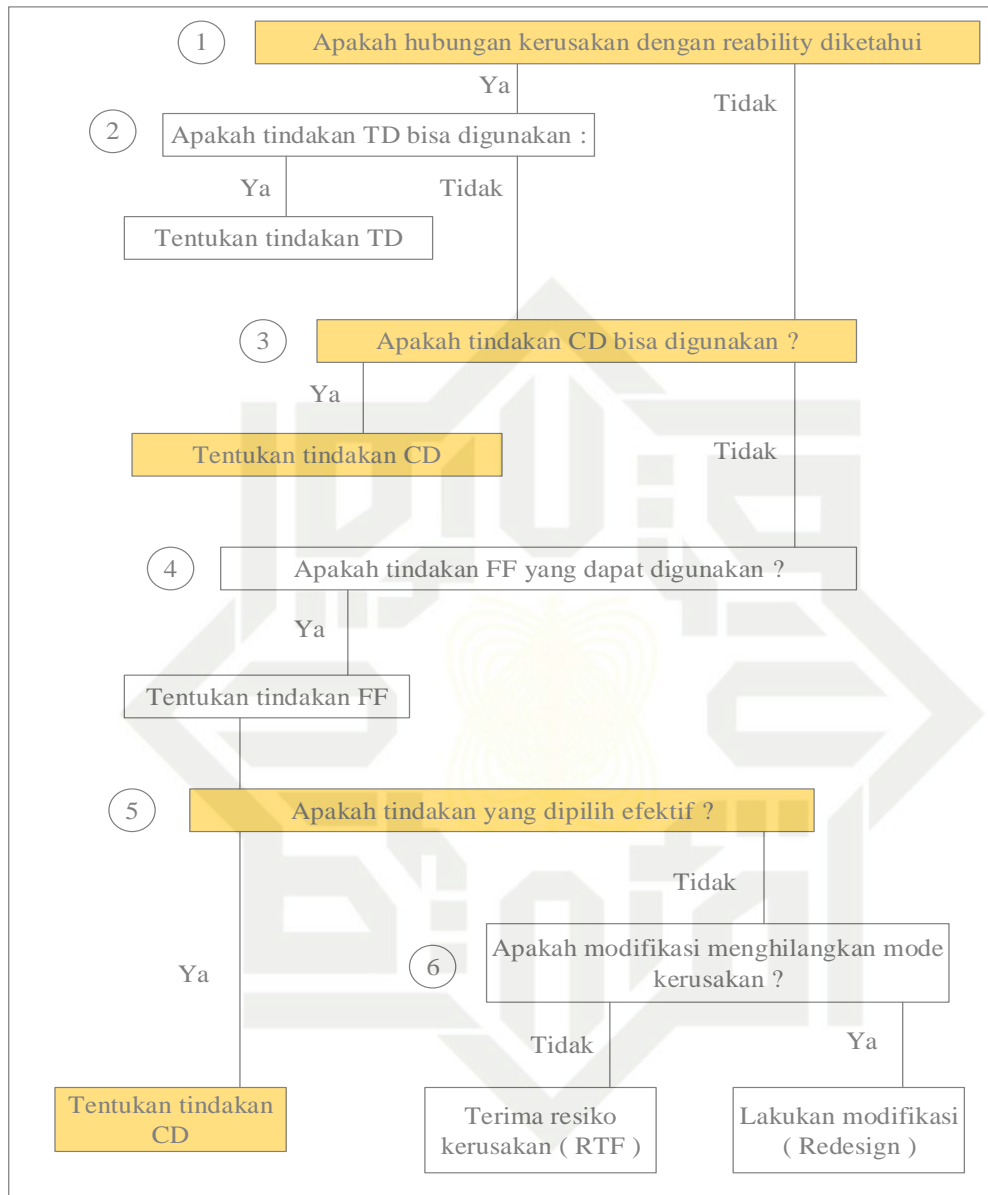 1
Apakah hubungan kerusakan dengan reability diketahui
Ya
Tidak
2
Apakah tindakan TD bisa digunakan :
Ya
Tidak
Tentukan tindakan TD
3
Apakah tindakan CD bisa digunakan ?
Ya
Tentukan tindakan CD
Tidak
4
Apakah tindakan FF yang dapat digunakan ?
Ya
Tentukan tindakan FF
5
Apakah tindakan yang dipilih efektif ?
Tidak
Ya
6
Apakah modifikasi menghilangkan mode
kerusakan ?
Tidak
Ya
Tentukan tindakan
CD
Terima resiko
kerusakan ( RTF )
Lakukan modifikasi
( Redesign )